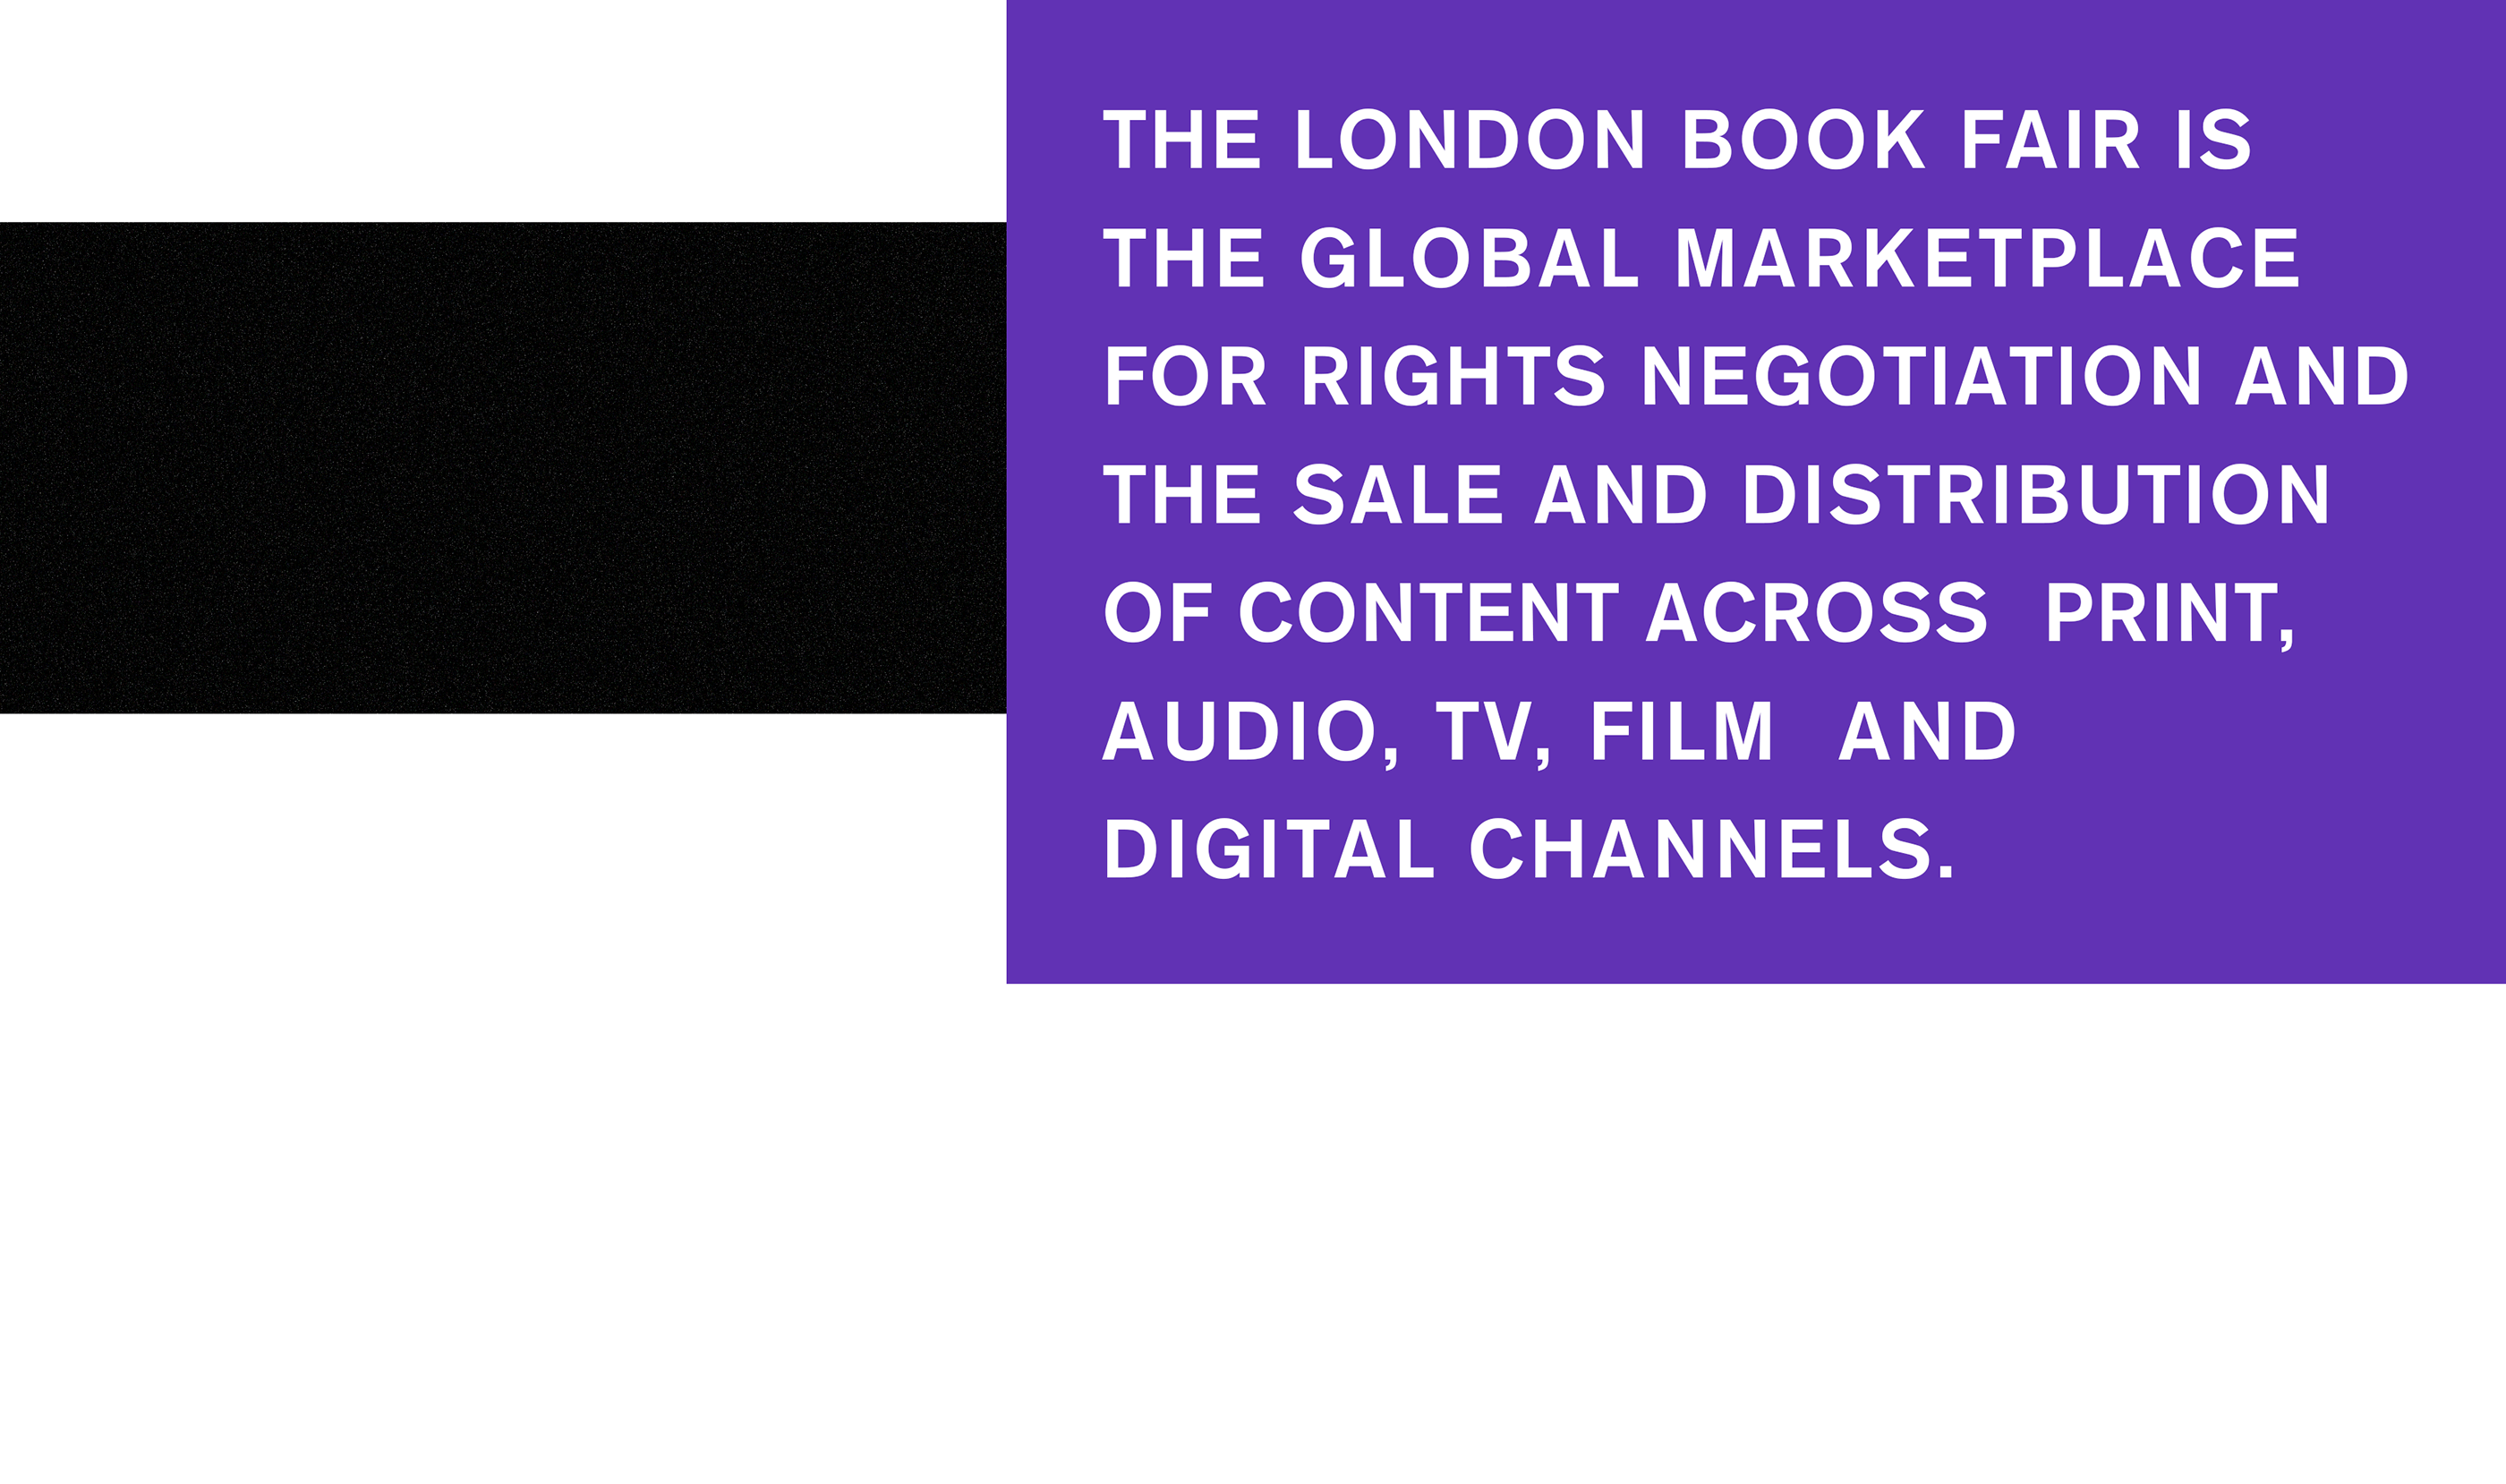 THE LONDON BOOK FAIR IS
THE GLOBAL MARKETPLACE
FOR RIGHTS NEGOTIATION AND
THE SALE AND DISTRIBUTION
OF CONTENT ACROSS PRINT,
AUDIO, TV, FILM AND
DIGITAL CHANNELS.